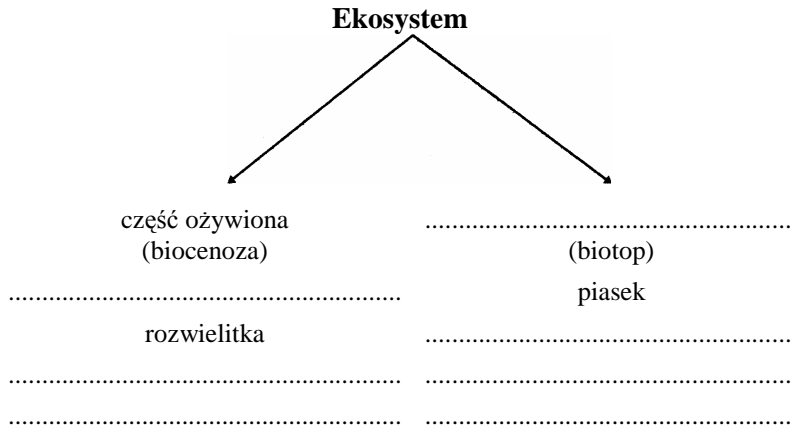 Ekosystem
część ożywiona
(biocenoza)
..........................................................
rozwielitka
..........................................................
..........................................................
......................................................
(biotop)
piasek
......................................................
......................................................
......................................................